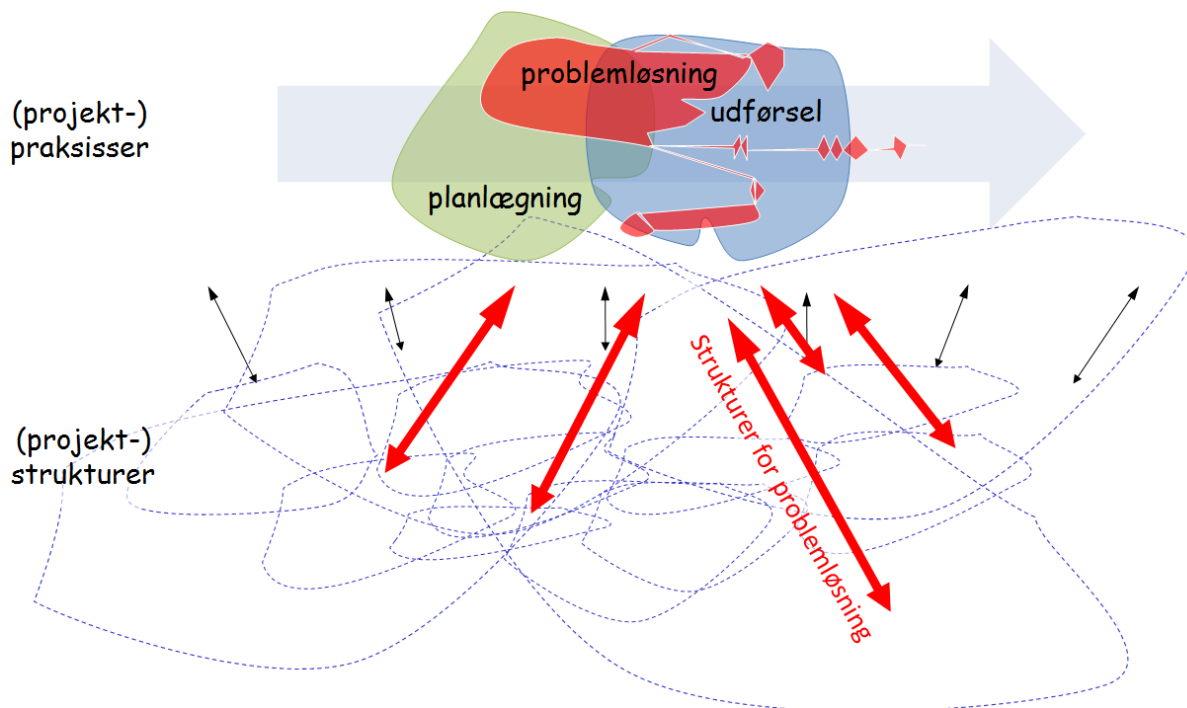 problemløsning
(projekt-)
praksisser
udførsel
planlægning
(projekt-)
strukturer
Strukturer for problemløsning